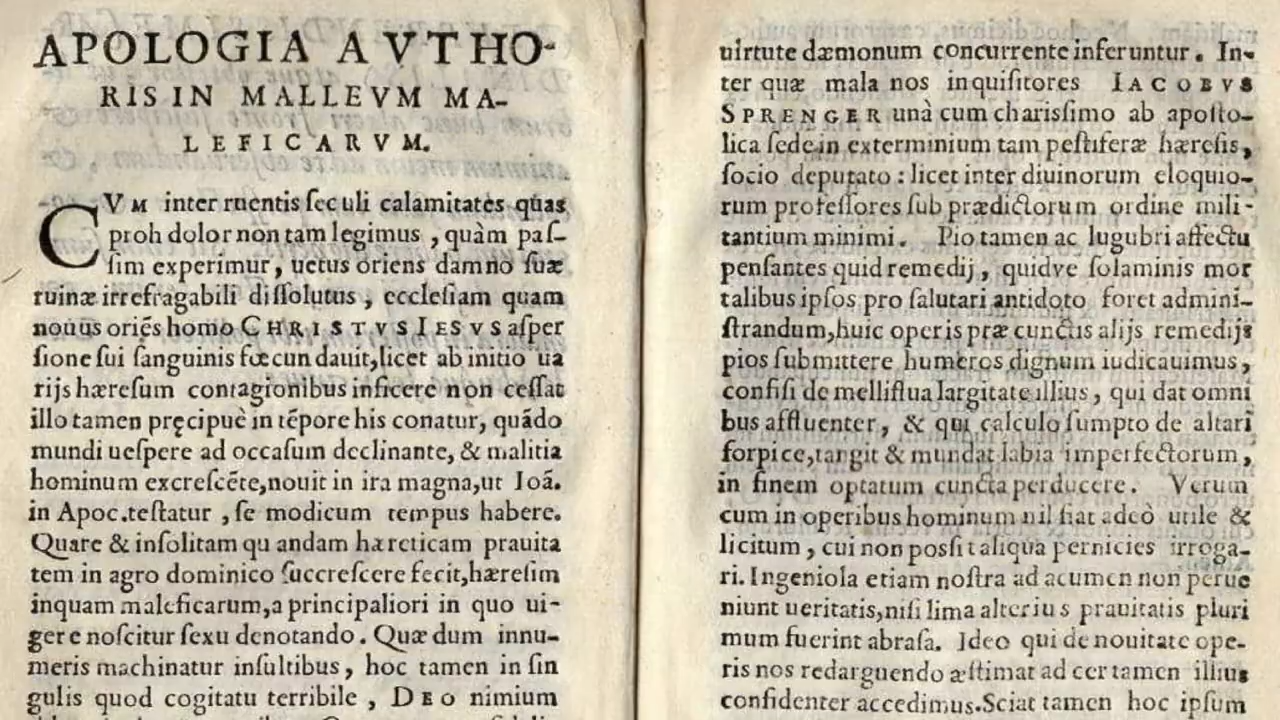 APOLOGIA AVTHO-
RIS IN MALLEVM MA-
LEFICARVM.
CVM inter ruentis seculi calamitates quas
proh dolor non tam legimus, quàm paſ-
ſim experimur, uetus oriens damno ſuæ
ruinæ irrefragabili diſſolutus, eccleſiam quam
nouus oriẽs homo CHRISTVS IESVS aſper
ſione ſui ſanguinis fœcundauit, licet ab initio ua
rijs hæreſum contagionibus inficere non ceſſat
illo tamen pręcipuè in tẽpore his conatur, quãdo
mundi ueſpere ad occaſum declinante, & malitia
hominum excreſcẽte, nouit in ira magna, ut Ioã.
in Apoc. teſtatur, ſe modicum tempus habere.
Quare & inſolitam quandam hæreticam prauita
tem in agro dominico ſuccreſcere fecit, hæreſim
inquam maleficarum, a principaliori in quo ui-
gere noſcitur ſexu denotando. Quæ dum innu-
meris machinatur inſultibus, hoc tamen in ſin
gulis quod cogitatu terribile, DEO nimium
uirtute dæmonum concurrente inferuntur. In-
ter quæ mala nos inquiſitores IACOBVS
SPRENGER unà cum chariſſimo ab apoſto-
lica ſede in exterminium tam peſtiferæ hæreſis,
ſocio deputato: licet inter diuinorum eloquio-
rum profeſſores ſub prædictorum ordine mili-
tantium minimi. Pio tamen ac lugubri affectu
penſantes quid remedij, quidve ſolaminis mor
talibus ipſos pro ſalutari antidoto foret admini-
ſtrandum, huic operis præ cunctis alijs remedijs
pios ſubmittere humeros dignum iudicauimus,
confiſi de melliflua largitate illius, qui dat omni
bus affluenter, & qui calculo ſumpto de altari
forpice, tangit & mundat labia imperfectorum,
in finem optatum cuncta perducere. Verum
cum in operibus hominum nil fiat adeò utile &
licitum, cui non poſſit aliqua pernicies irroga-
ri. Ingeniola etiam noſtra ad acumen non perue
niunt ueritatis, niſi lima alterius prauitatis pluri
mum fuerint abraſa. Ideo qui de nouitate ope-
ris nos redarguendo æſtimat ad certamen illius
confidenter accedimus. Sciat tamen hoc ipſum